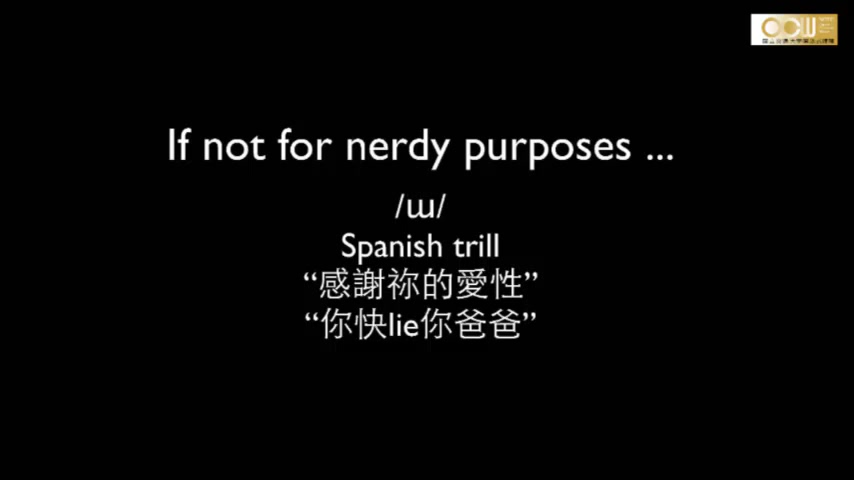 OCW
If not for nerdy purposes ...
/ɯ/
Spanish trill
“感謝祢的愛性”
“你快lie你爸爸”